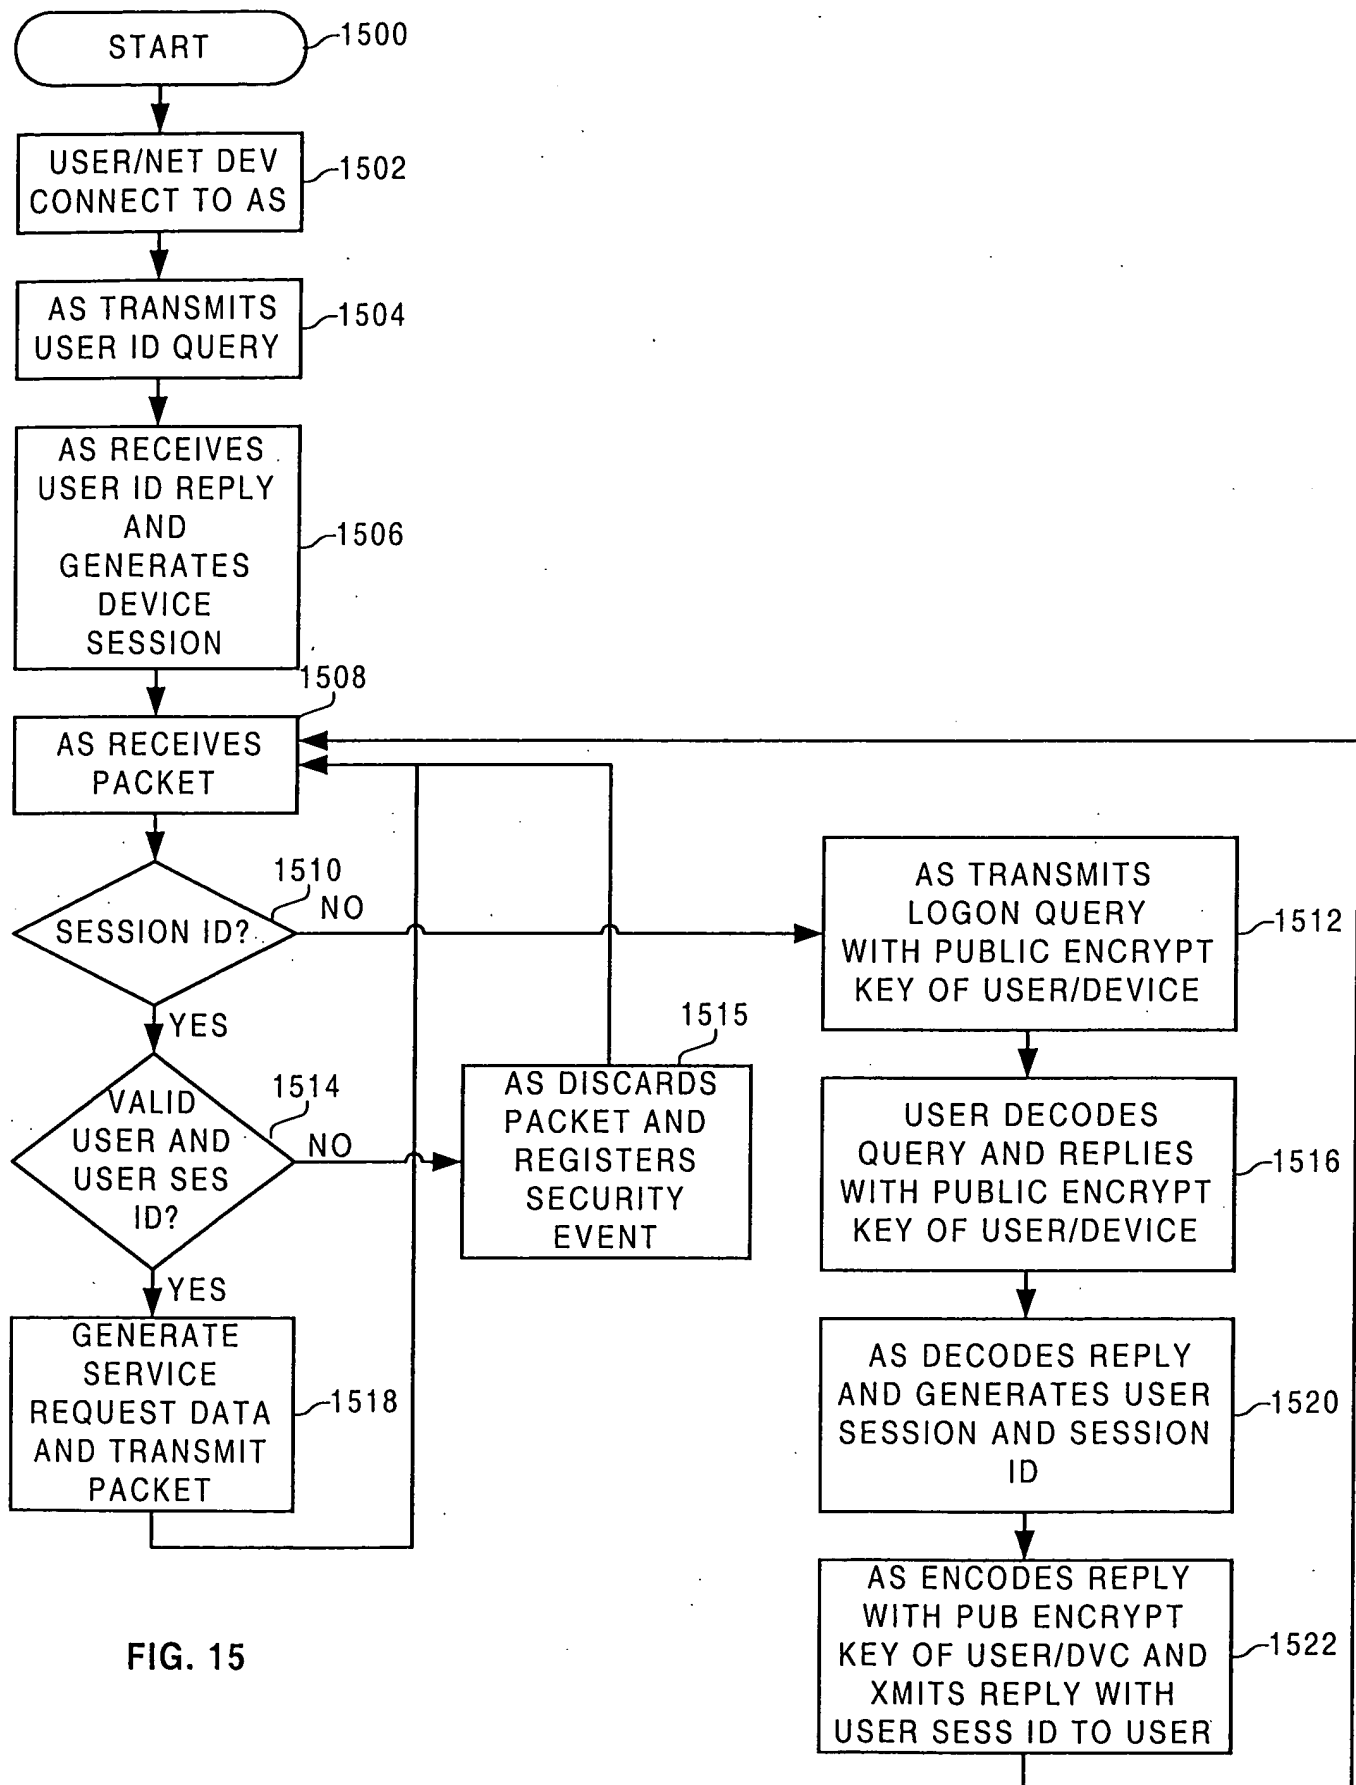 START
1500
USER/NET DEV
CONNECT TO AS
1502
AS TRANSMITS
USER ID QUERY
1504
AS RECEIVES
USER ID REPLY
AND
GENERATES
DEVICE
SESSION
1506
1508
AS RECEIVES
PACKET
1510
SESSION ID?
NO
YES
AS TRANSMITS
LOGON QUERY
WITH PUBLIC ENCRYPT
KEY OF USER/DEVICE
1512
1514
VALID
USER AND
USER SES
ID?
NO
YES
1515
AS DISCARDS
PACKET AND
REGISTERS
SECURITY
EVENT
USER DECODES
QUERY AND REPLIES
WITH PUBLIC ENCRYPT
KEY OF USER/DEVICE
1516
GENERATE
SERVICE
REQUEST DATA
AND TRANSMIT
PACKET
1518
AS DECODES REPLY
AND GENERATES USER
SESSION AND SESSION
ID
1520
AS ENCODES REPLY
WITH PUB ENCRYPT
KEY OF USER/DVC AND
XMITS REPLY WITH
USER SESS ID TO USER
1522
FIG. 15